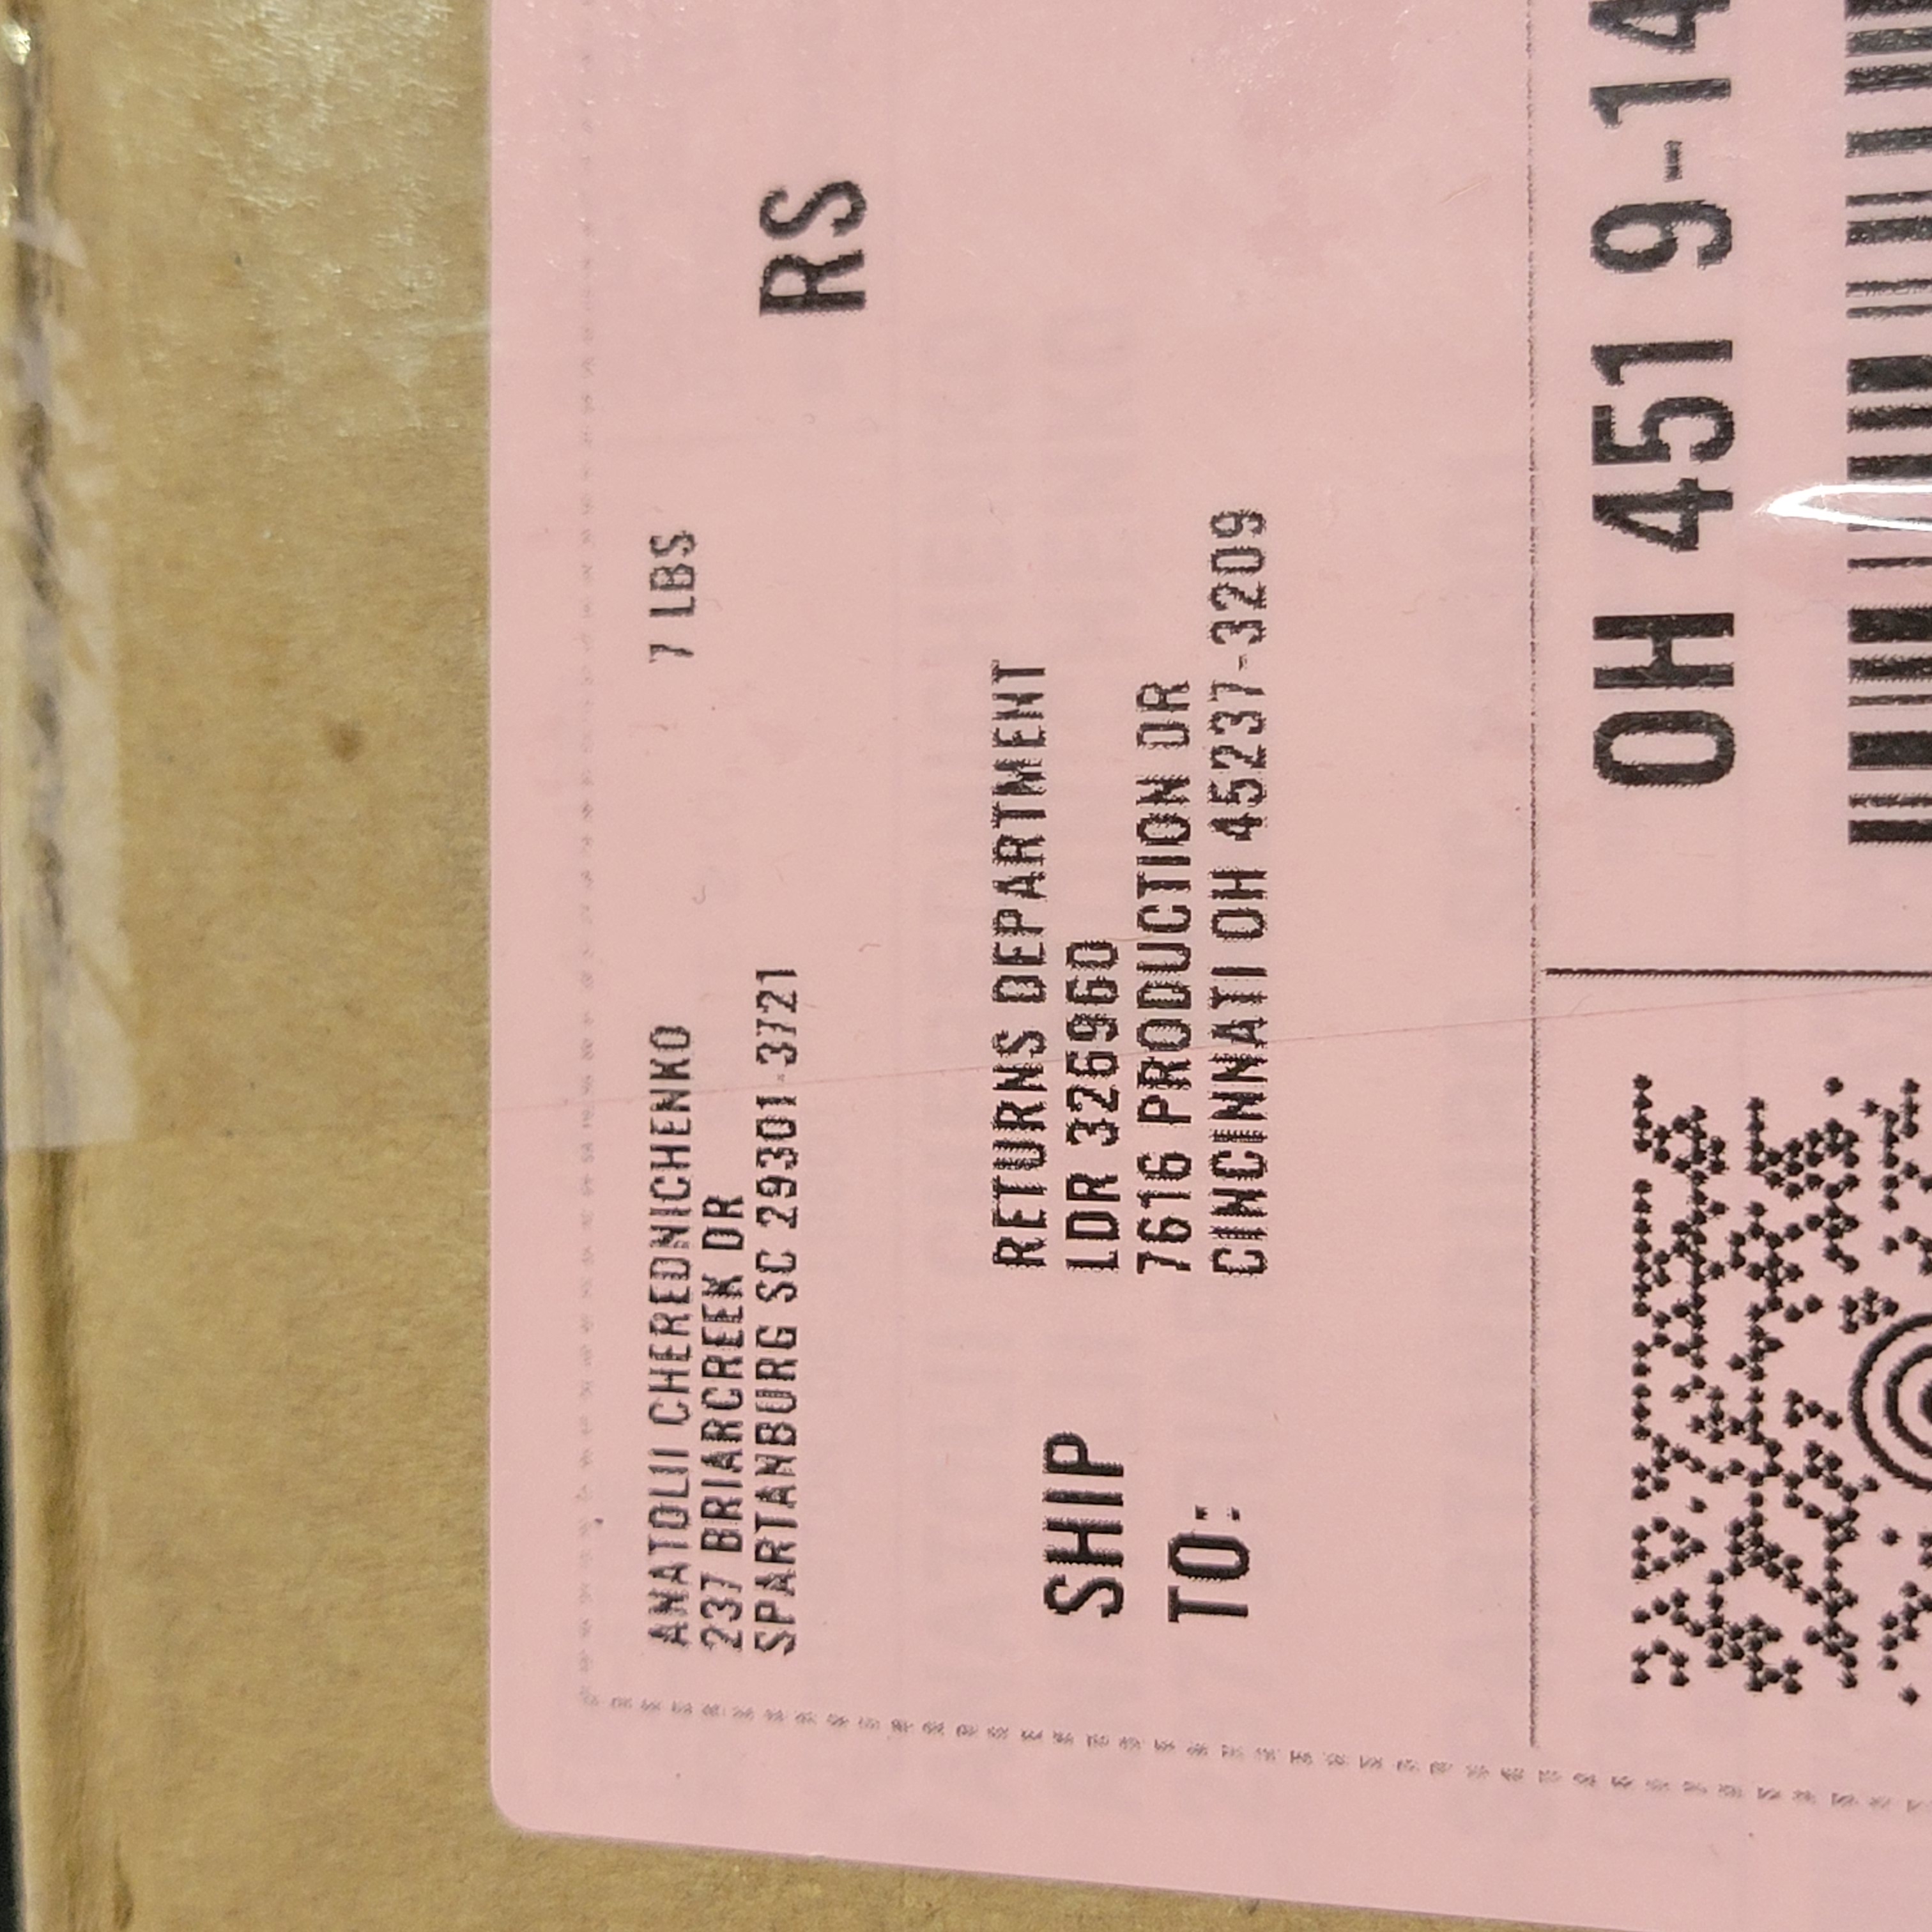 ANATOLII CHEREDNICHENKO
7 LBS
237 BRIARCREEK DR
SPARTANBURG SC 29301-3721
RS
SHIP
TO:
RETURNS DEPARTMENT
LDR 326960
7616 PRODUCTION DR
CINCINNATI OH 45237-3209
OH 451 9-14